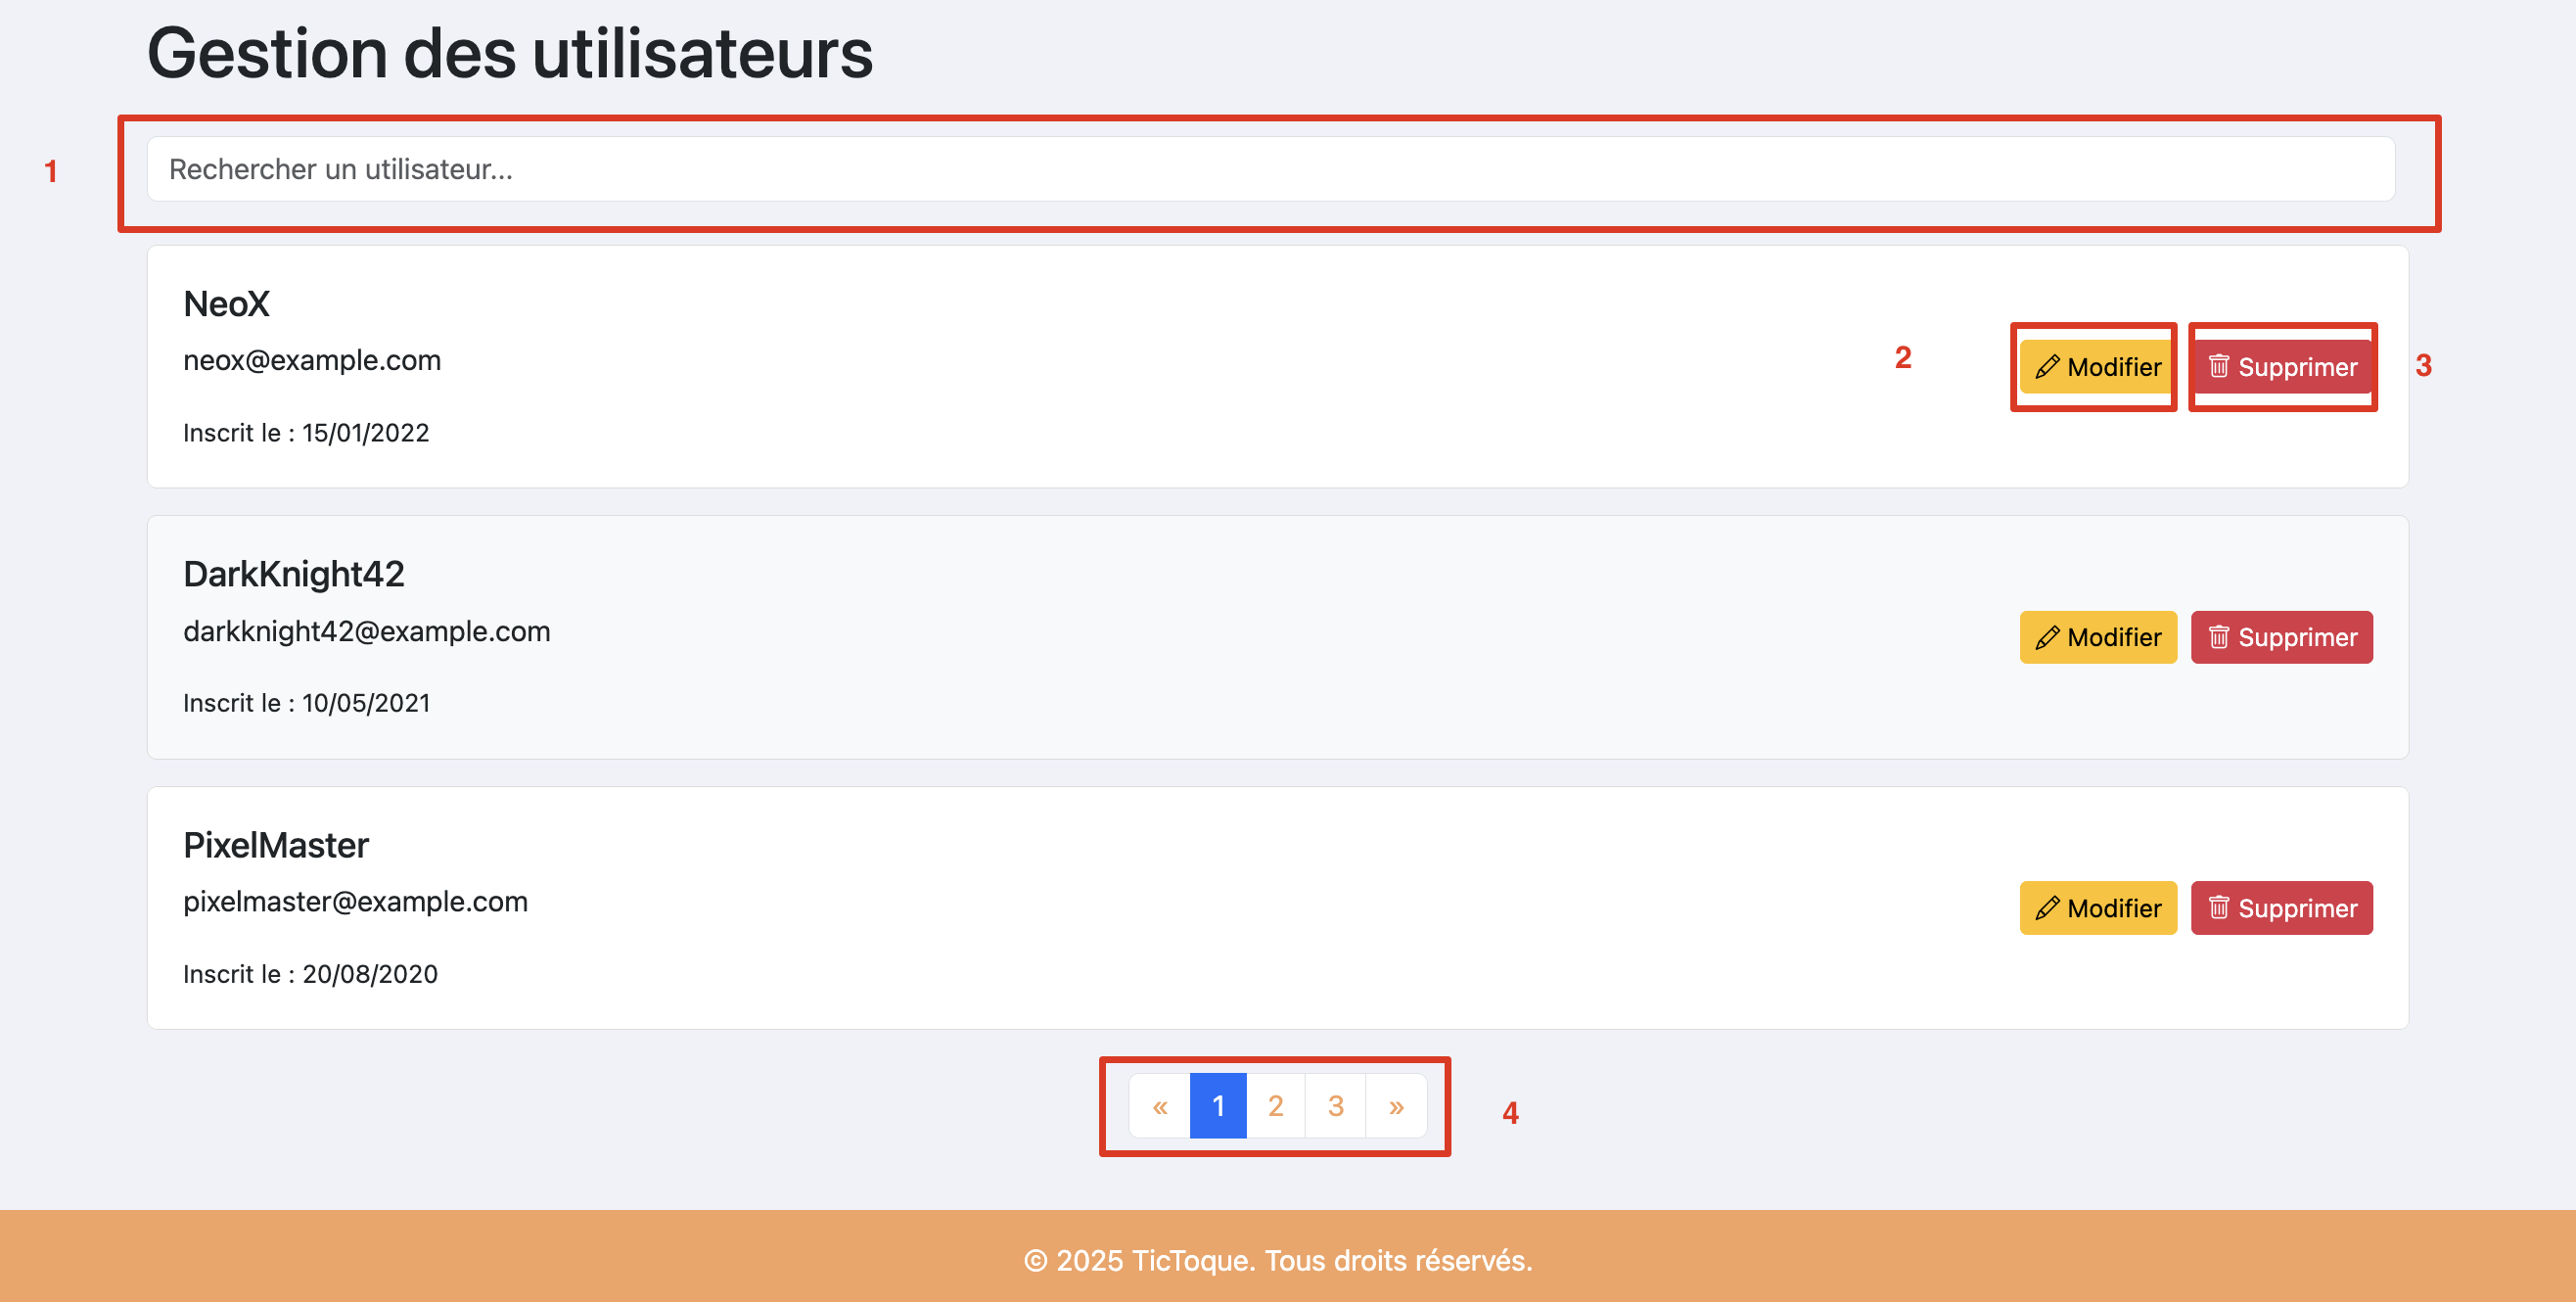 Gestion des utilisateurs
1
Rechercher un utilisateur...
NeoX
neox@example.com
Inscrit le : 15/01/2022
2
Modifier
Supprimer
3
DarkKnight42
darkknight42@example.com
Inscrit le : 10/05/2021
Modifier
Supprimer
PixelMaster
pixelmaster@example.com
Inscrit le : 20/08/2020
Modifier
Supprimer
« 1 2 3 »
4
© 2025 TicToque. Tous droits réservés.